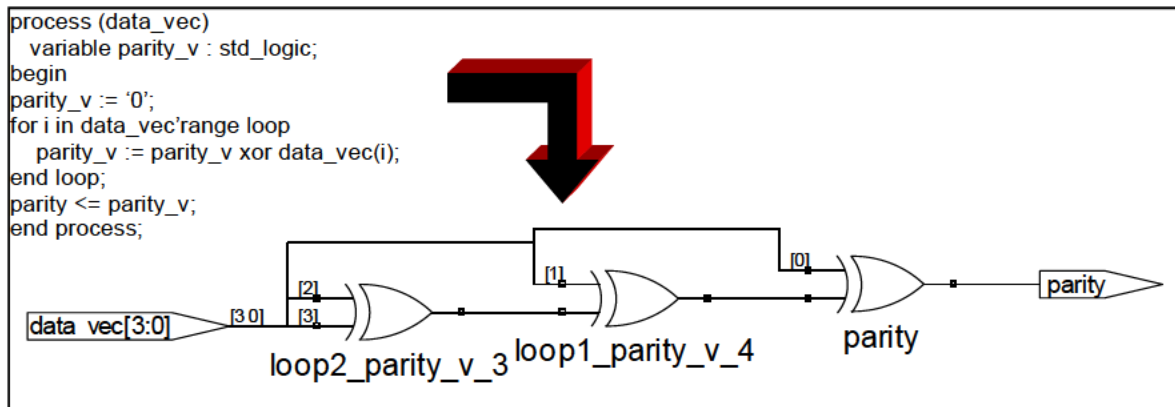 process (data_vec)
variable parity_v : std_logic;
begin
parity_v := ‘0’;
for i in data_vec’range loop
parity_v := parity_v xor data_vec(i);
end loop;
parity <= parity_v;
end process;
[0]
[1]
[2]
parity
data_vec[3:0]
[3 0]
[3]
loop2_parity_v_3
loop1_parity_v_4
parity